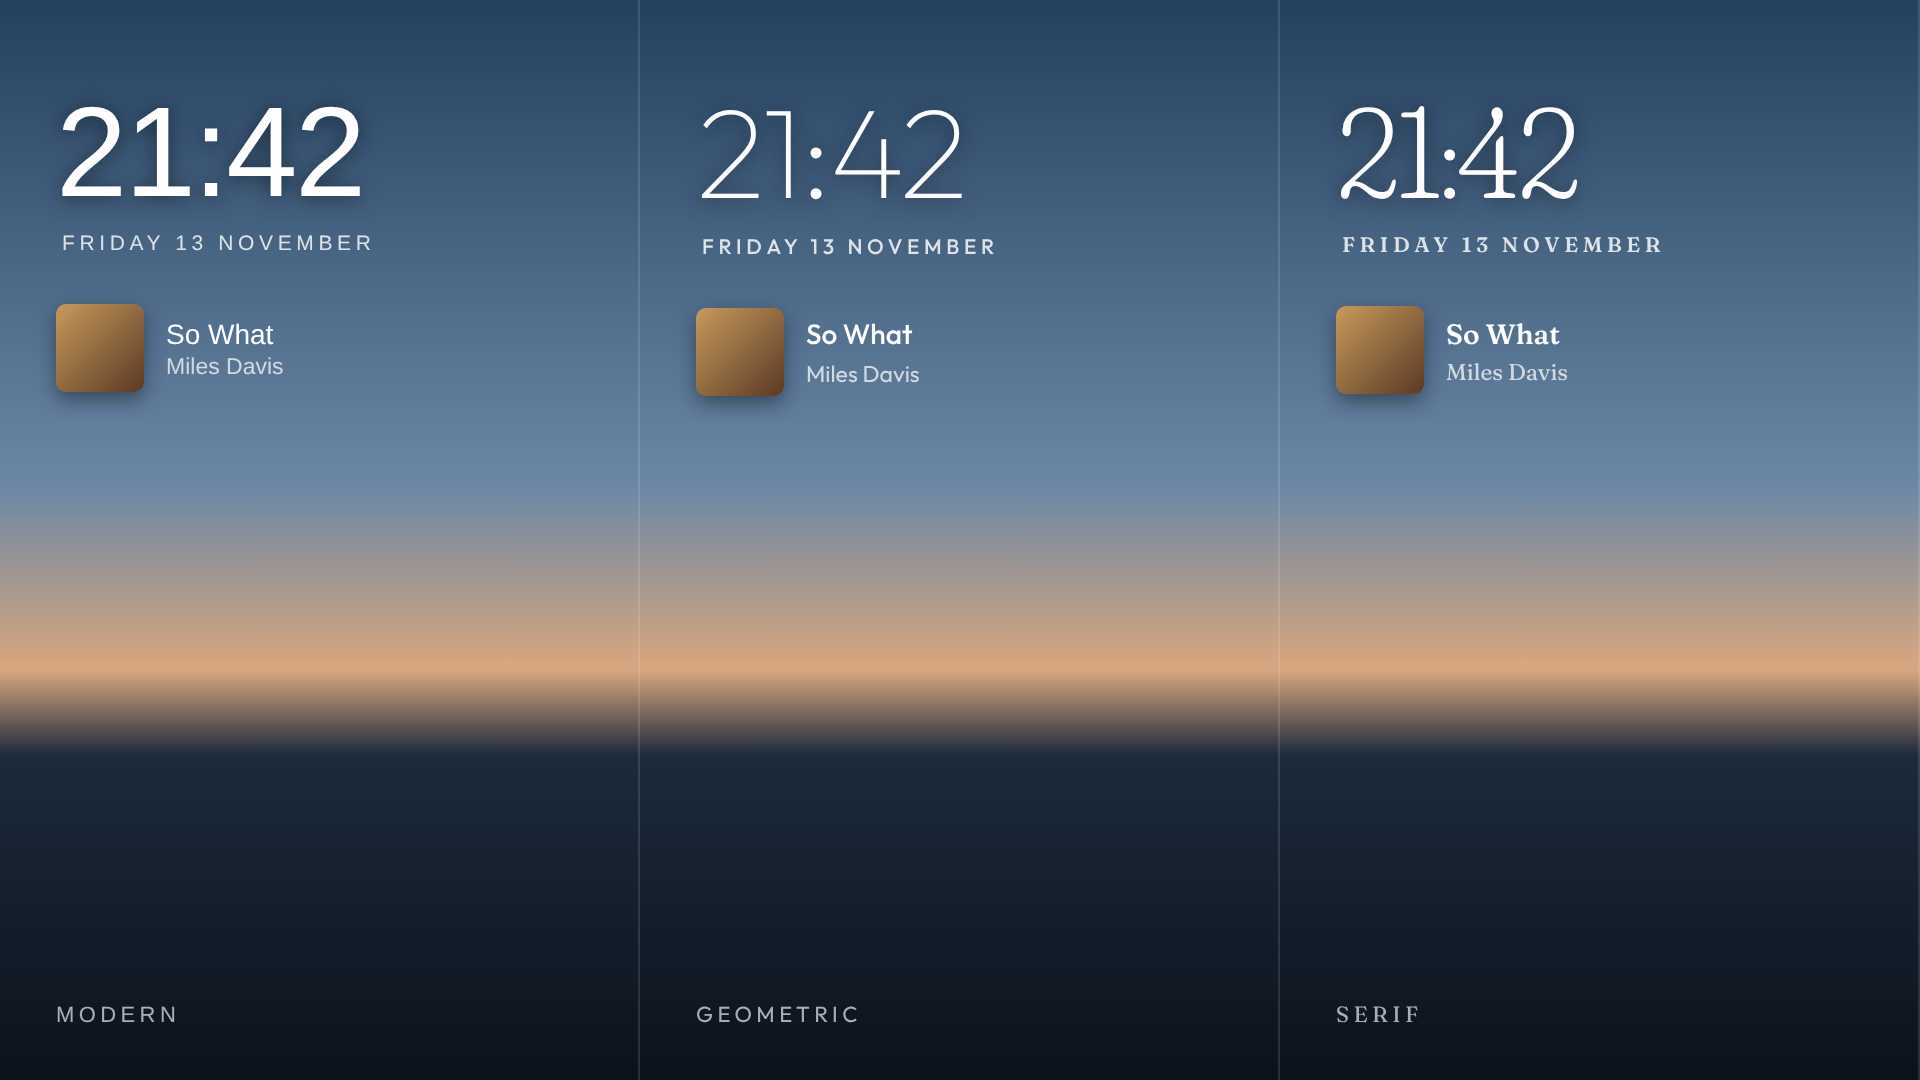 21:42
FRIDAY 13 NOVEMBER
So What
Miles Davis
MODERN
21:42
FRIDAY 13 NOVEMBER
So What
Miles Davis
GEOMETRIC
21:42
FRIDAY 13 NOVEMBER
So What
Miles Davis
SERIF